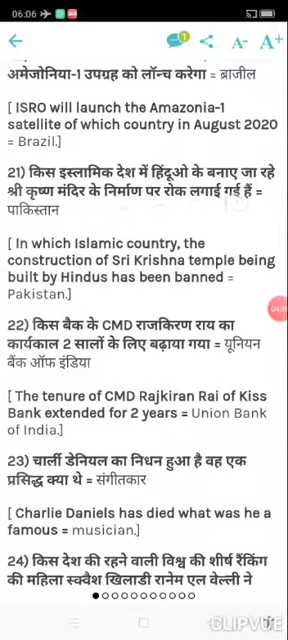 06:06
1
A-
A+
अमेजोनिया-1 उपग्रह को लॉन्च करेगा = ब्राजील
[ ISRO will launch the Amazonia-1
satellite of which country in August 2020
= Brazil.]
21) किस इस्लामिक देश में हिंदूओ के बनाए जा रहे
श्री कृष्ण मंदिर के निर्माण पर रोक लगाई गई हैं =
पाकिस्तान
[ In which Islamic country, the
construction of Sri Krishna temple being
built by Hindus has been banned =
Pakistan.]
22) किस बैक के CMD राजकिरण राय का
कार्यकाल 2 सालों के लिए बढ़ाया गया = यूनियन
बैंक ऑफ इंडिया
[ The tenure of CMD Rajkiran Rai of Kiss
Bank extended for 2 years = Union Bank
of India.]
23) चार्ली डेनियल का निधन हुआ है वह एक
प्रसिद्ध क्या थे = संगीतकार
[ Charlie Daniels has died what was he a
famous = musician.]
24) किस देश की रहने वाली विश्व की शीर्ष रैंकिंग
की महिला स्क्वैश खिलाडी रानेम एल वेल्ली ने
CLIPVUE